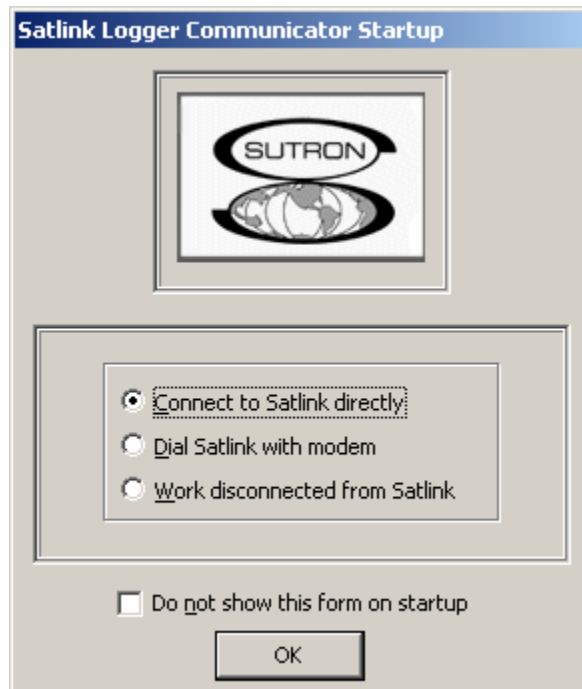 Satlink Logger Communicator Startup
SUTRON
Connect to Satlink directly
Dial Satlink with modem
Work disconnected from Satlink
Do not show this form on startup
OK